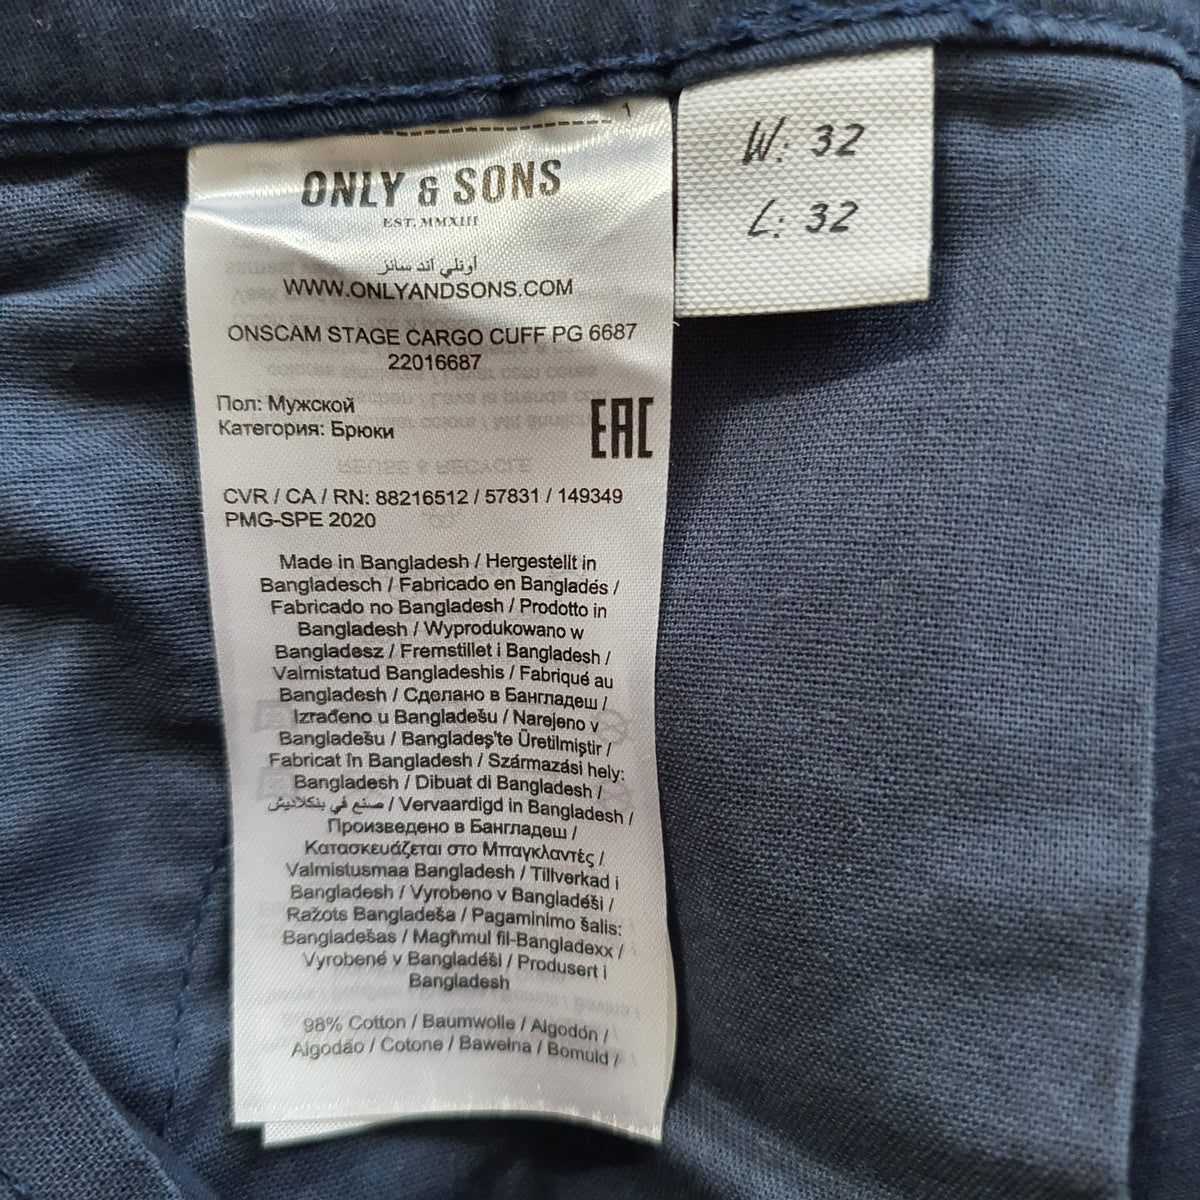 1
ONLY & SONS
EST. MMXIII
أونلي اند سانز
WWW.ONLYANDSONS.COM
ONSCAM STAGE CARGO CUFF PG 6687
22016687
Пол: Мужской
Категория: Брюки
EAC
CVR / CA / RN: 88216512 / 57831 / 149349
PMG-SPE 2020
Made in Bangladesh / Hergestellt in
Bangladesch / Fabricado en Bangladés /
Fabricado no Bangladesh / Prodotto in
Bangladesh / Wyprodukowano w
Bangladesz / Fremstillet i Bangladesh /
Valmistatud Bangladeshis / Fabriqué au
Bangladesh / Сделано в Бангладеш /
Izrađeno u Bangladešu / Narejeno v
Bangladešu / Bangladeş'te Üretilmiştir /
Fabricat în Bangladesh / Származási hely:
Bangladesh / Dibuat di Bangladesh /
صنع في بنكلاديش / Vervaardigd in Bangladesh /
Произведено в Бангладеш /
Κατασκευάζεται στο Μπαγκλαντές /
Valmistusmaa Bangladesh / Tillverkad i
Bangladesh / Vyrobeno v Bangladéši /
Ražots Bangladeša / Pagaminimo šalis:
Bangladešas / Magħmul fil-Bangladexx /
Vyrobené v Bangladéši / Produsert i
Bangladesh
98% Cotton / Baumwolle / Algodón /
Algodão / Cotone / Bawełna / Bomuld /
W: 32
L: 32